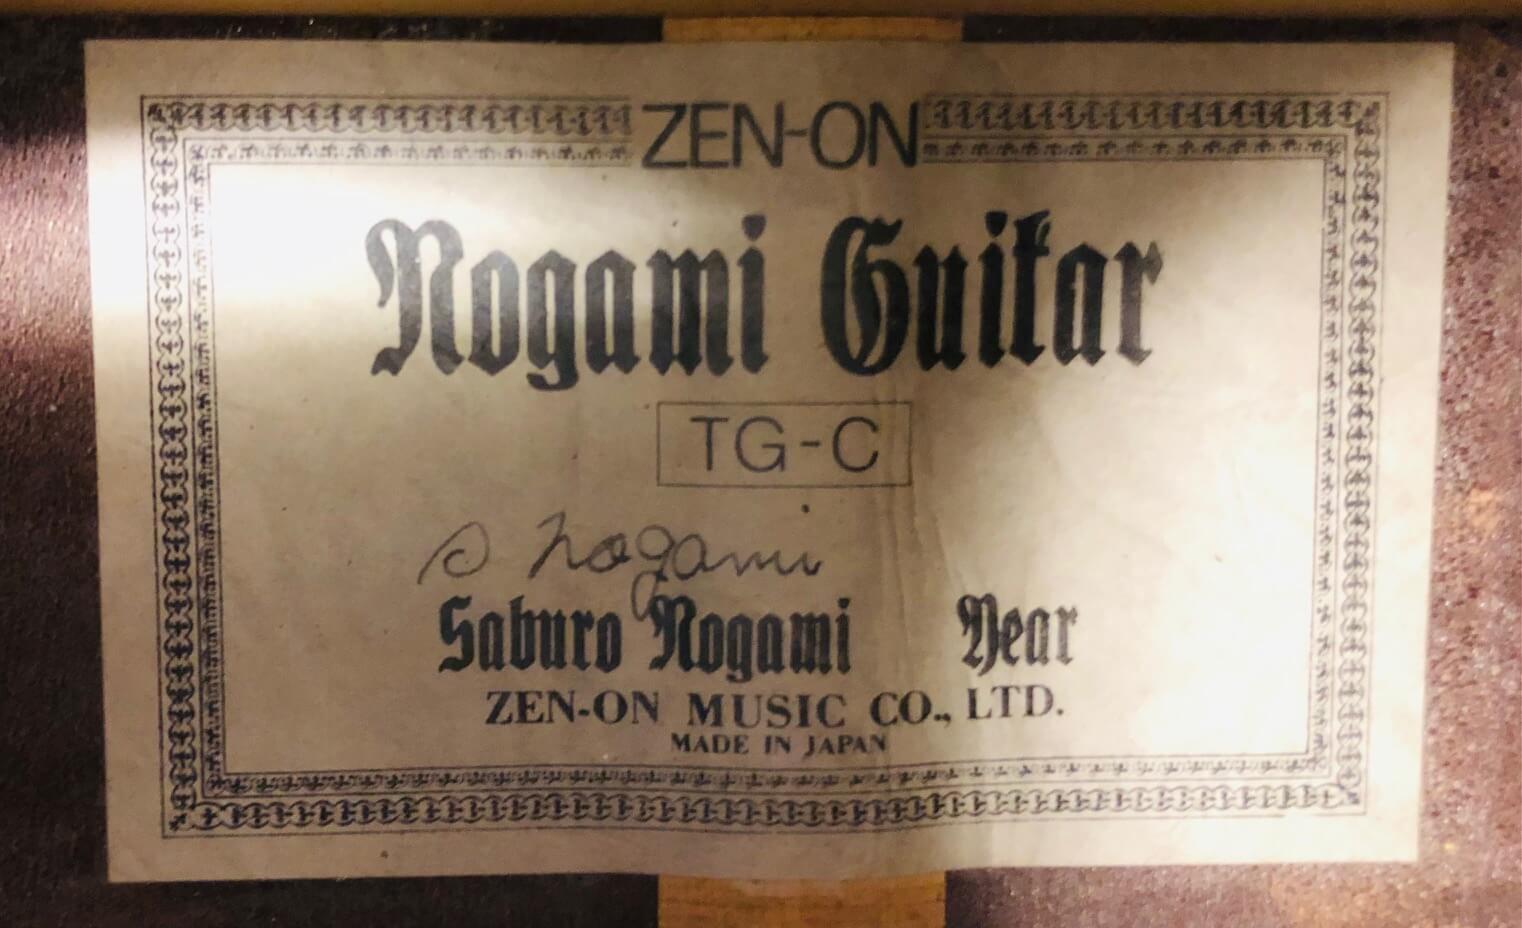 ZEN-ON
Nogami Guitar
TG-C
S Nogami
Saburo Nogami Year
ZEN-ON MUSIC CO., LTD.
MADE IN JAPAN